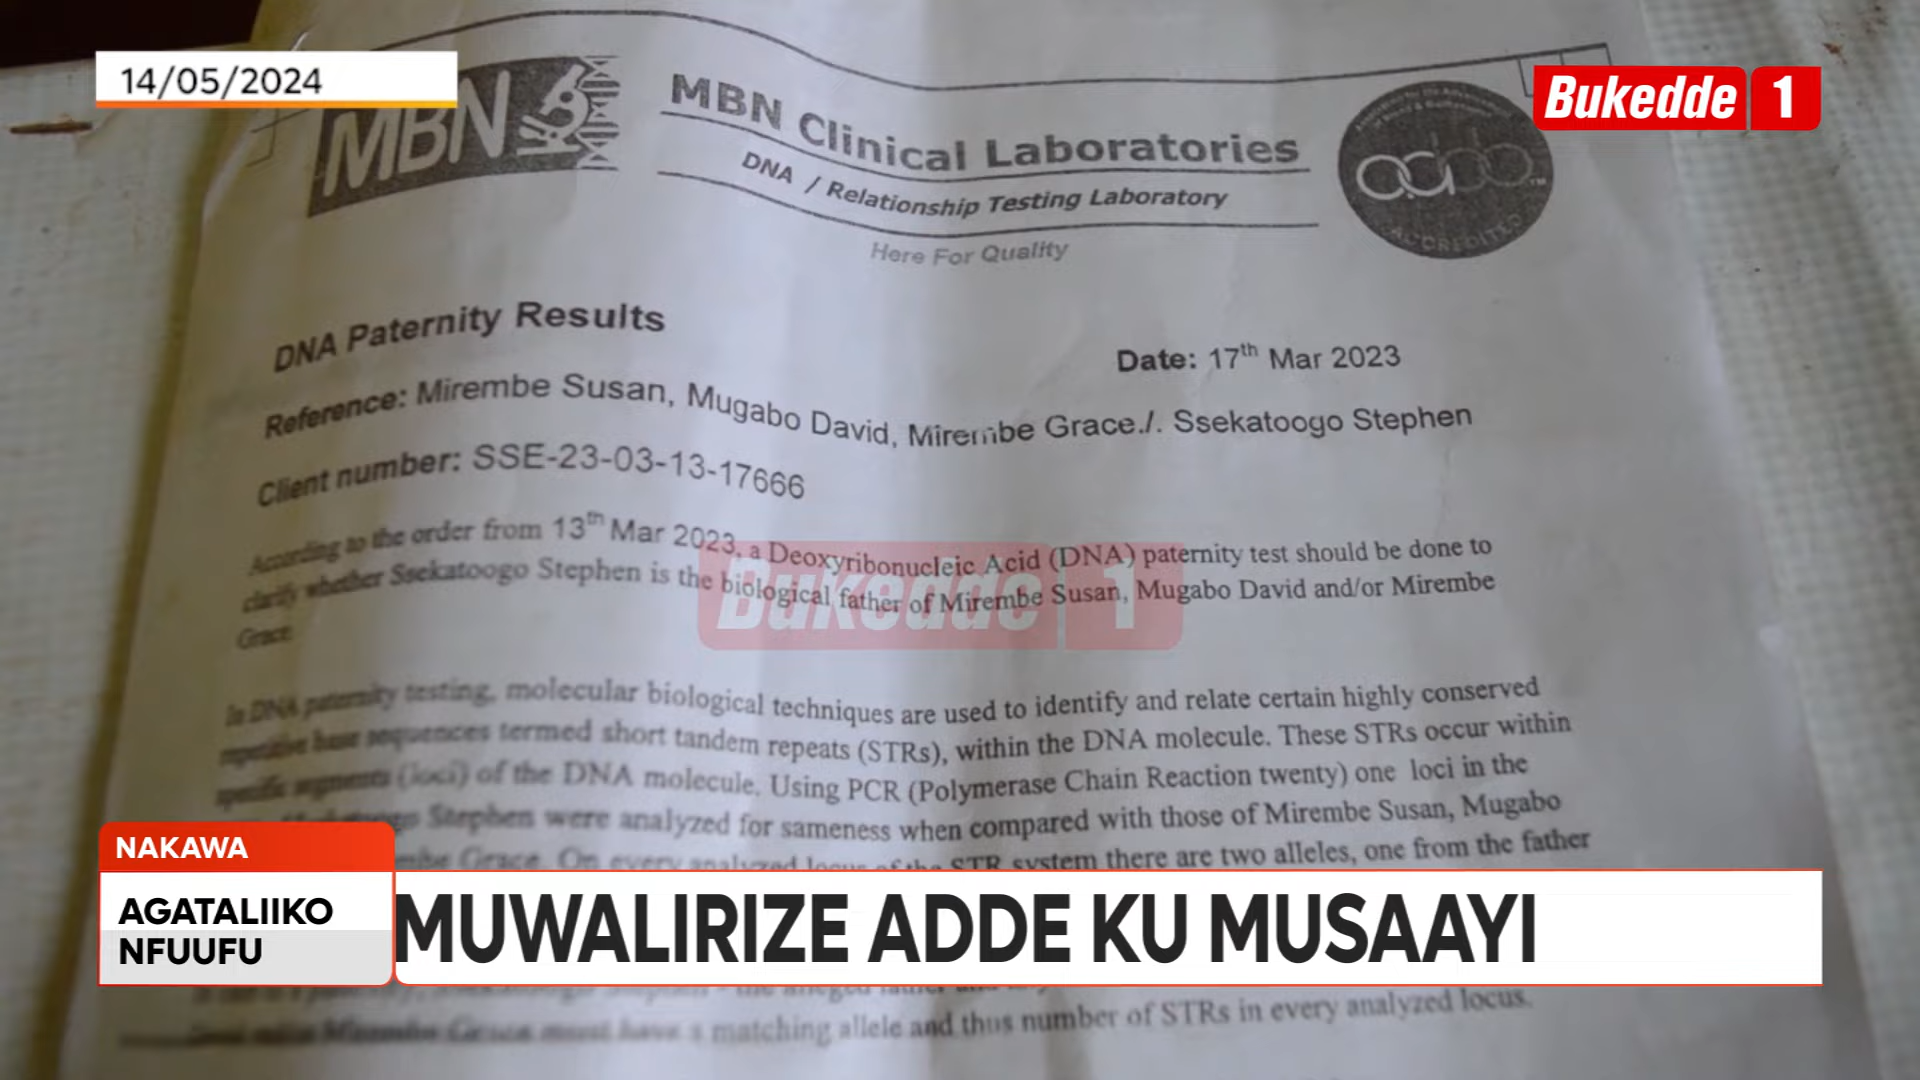 14/05/2024
Bukedde 1
MBN
MBN Clinical Laboratories
DNA / Relationship Testing Laboratory
Here For Quality
ACCREDITED
DNA Paternity Results
Date: 17th Mar 2023
Reference: Mirembe Susan, Mugabo David, Mirembe Grace./. Ssekatoogo Stephen
Client number: SSE-23-03-13-17666
According to the order from 13th Mar 2023, a Deoxyribonucleic Acid (DNA) paternity test should be done to
clarify whether Ssekatoogo Stephen is the biological father of Mirembe Susan, Mugabo David and/or Mirembe
Grace
Bukedde 1
In DNA paternity testing, molecular biological techniques are used to identify and relate certain highly conserved
repetitive base sequences termed short tandem repeats (STRs), within the DNA molecule. These STRs occur within
specific segments (loci) of the DNA molecule. Using PCR (Polymerase Chain Reaction twenty) one loci in the
Stephen were analyzed for sameness when compared with those of Mirembe Susan, Mugabo
Grace. On every analyzed locus of the STR system there are two alleles, one from the father
NAKAWA
AGATALIIKO
NFUUFU
MUWALIRIZE ADDE KU MUSAAYI
Grace must have a matching allele and thus number of STRs in every analyzed locus.